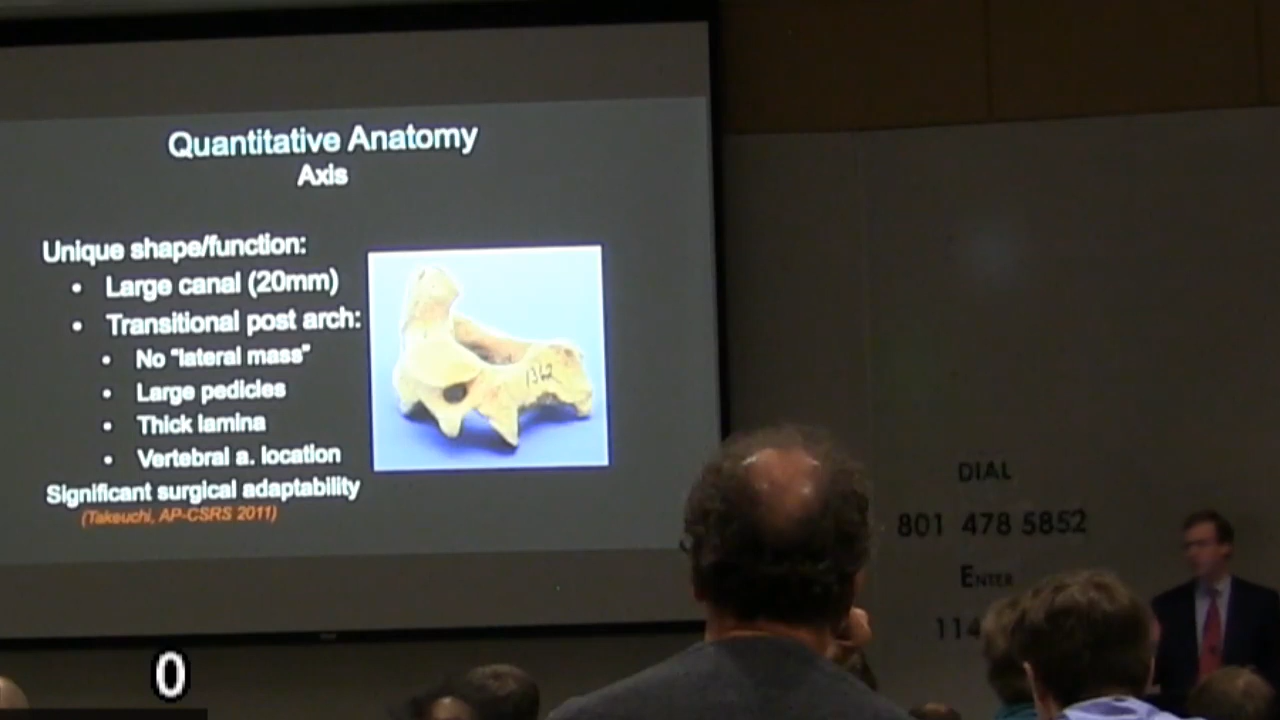 Quantitative Anatomy
Axis
Unique shape/function:
• Large canal (20mm)
• Transitional post arch:
• No "lateral mass"
• Large pedicles
• Thick lamina
• Vertebral a. location
Significant surgical adaptability
(Takeuchi, AP-CSRS 2011)
1362
DIAL
801 478 5852
ENTER
114
0